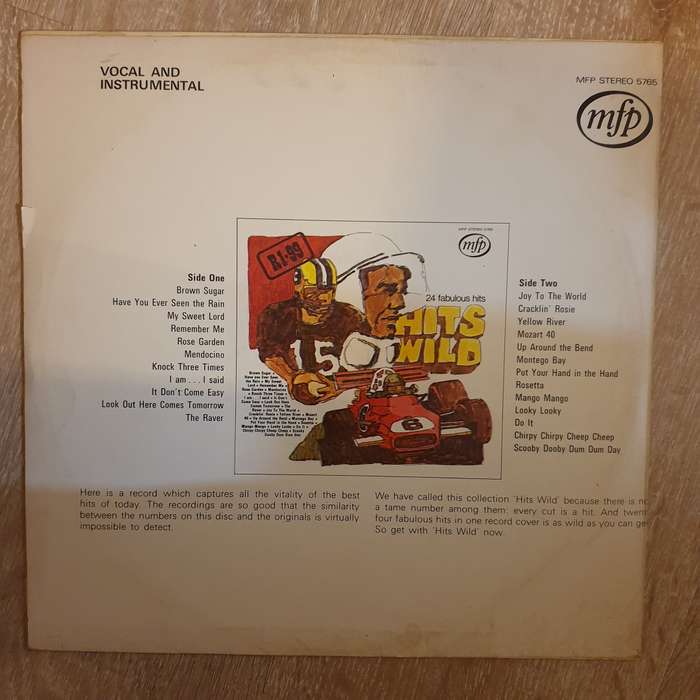 VOCAL AND
INSTRUMENTAL
MFP STEREO 5765
mfp
Side One
Brown Sugar
Have You Ever Seen the Rain
My Sweet Lord
Remember Me
Rose Garden
Mendocino
Knock Three Times
I am . . . I said
It Don't Come Easy
Look Out Here Comes Tomorrow
The Raver
R1·99
mfp
24 fabulous hits
HITS
WILD
15
6
Side Two
Joy To The World
Cracklin' Rosie
Yellow River
Mozart 40
Up Around the Bend
Montego Bay
Put Your Hand in the Hand
Rosetta
Mango Mango
Looky Looky
Do It
Chirpy Chirpy Cheep Cheep
Scooby Dooby Dum Dum Day
Here is a record which captures all the vitality of the best
hits of today. The recordings are so good that the similarity
between the numbers on this disc and the originals is virtually
impossible to detect.
We have called this collection 'Hits Wild' because there is no
a tame number among them; every cut is a hit. And twent
four fabulous hits in one record cover is as wild as you can ge
So get with 'Hits Wild' now.